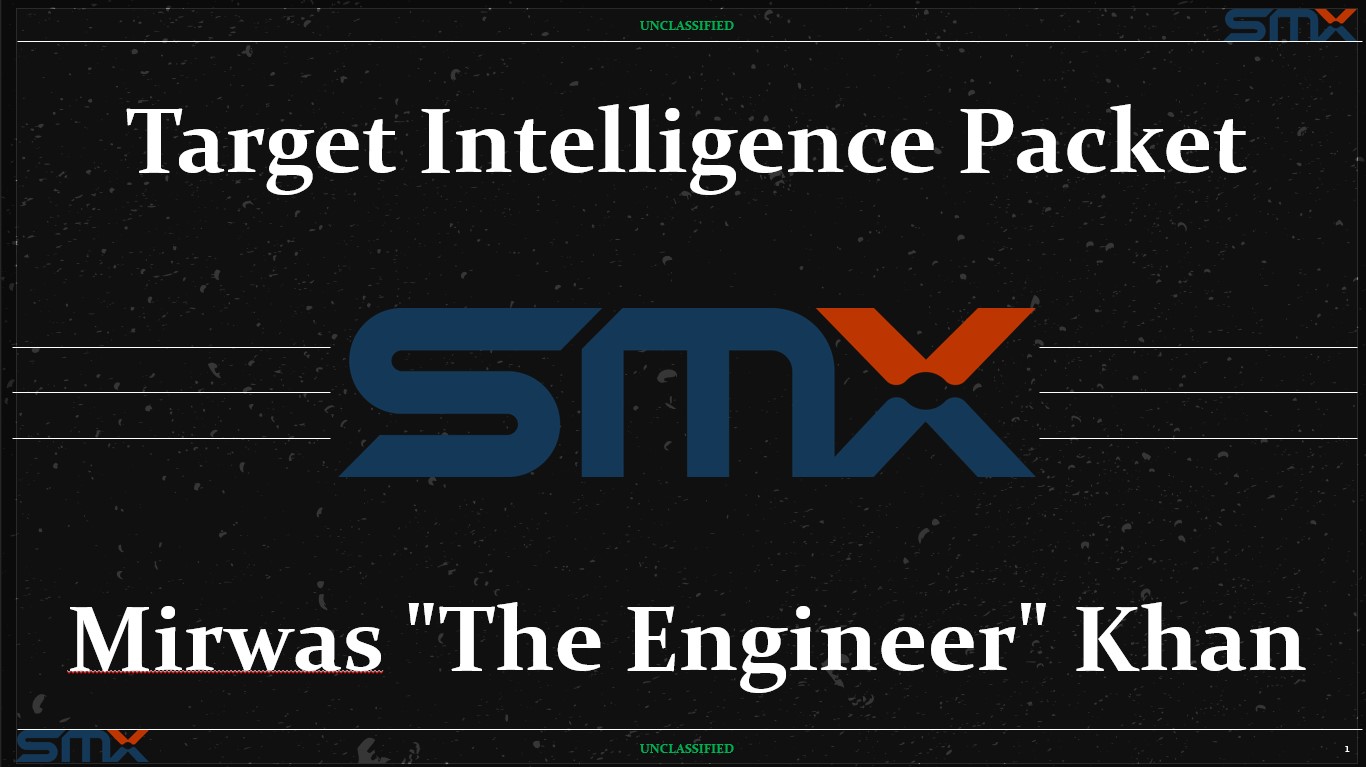 UNCLASSIFIED
SMX
Target Intelligence Packet
SMX
Mirwas "The Engineer" Khan
SMX
UNCLASSIFIED
1